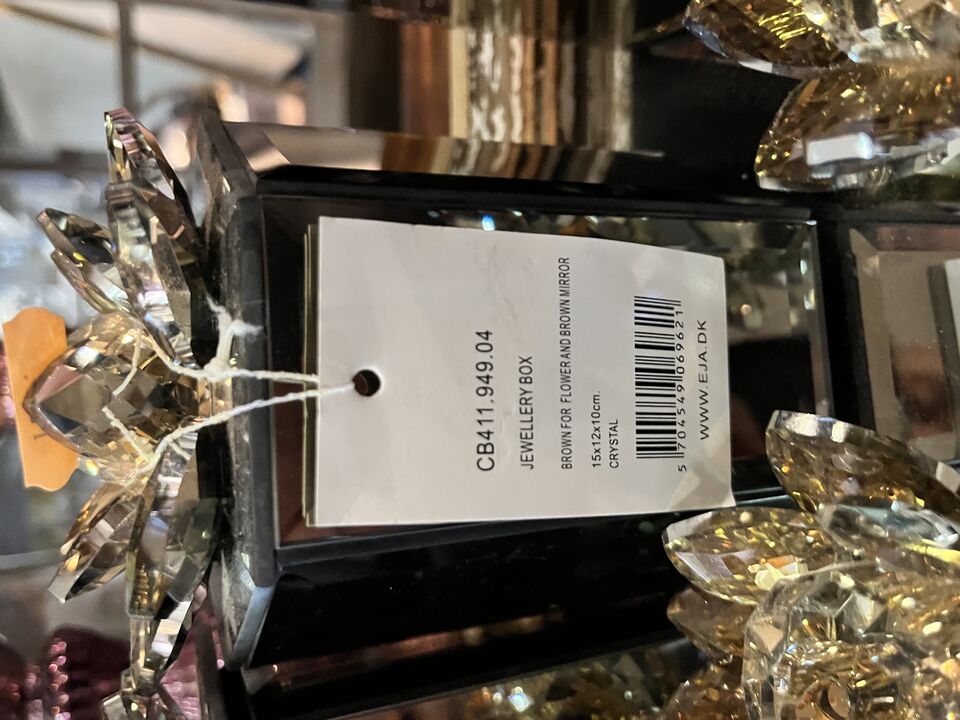 CB411.949.04
JEWELLERY BOX
BROWN FOR FLOWER AND BROWN MIRROR
15x12x10cm.
CRYSTAL
5 704549 069621
WWW.EJA.DK